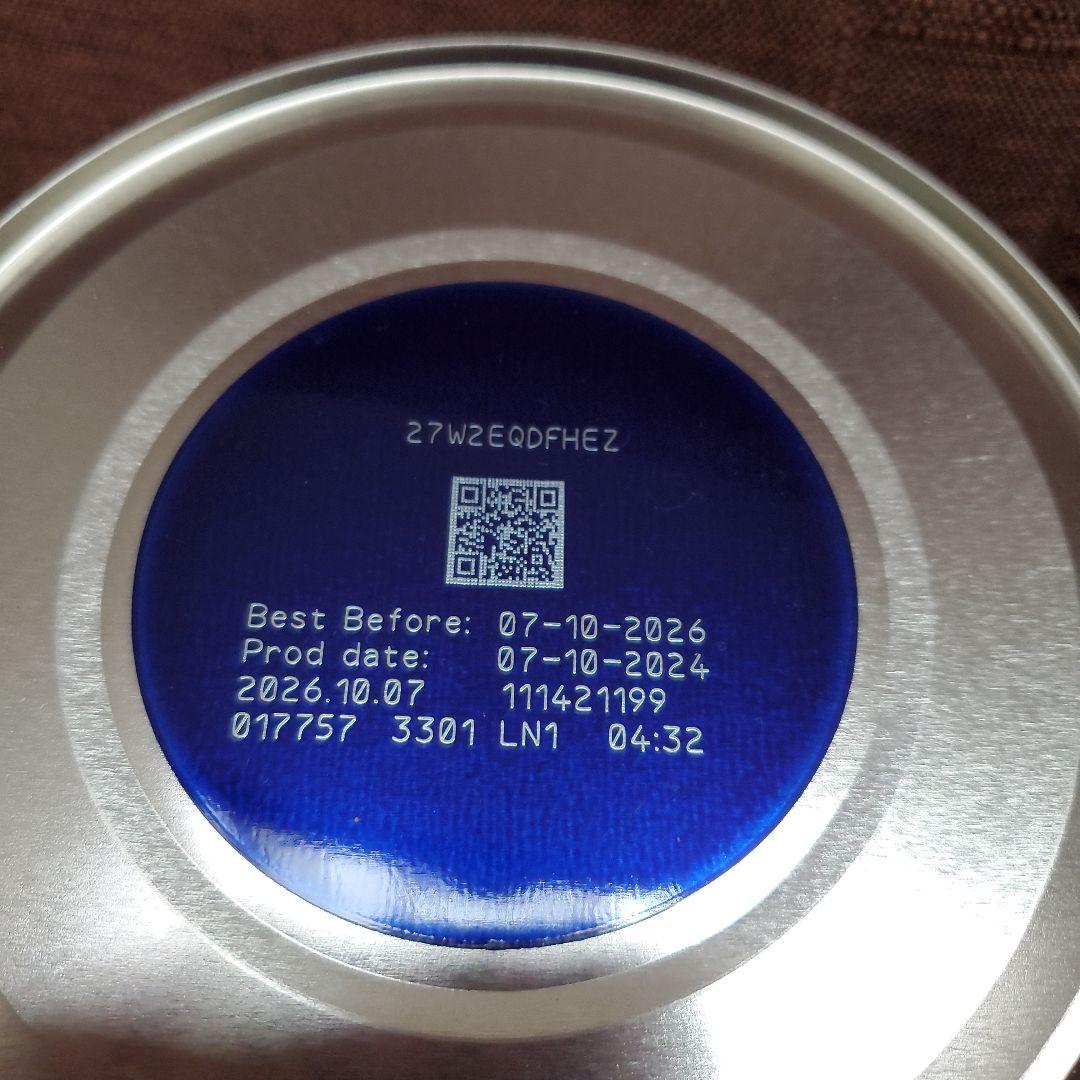 27W2EQDFHEZ
Best Before: 07-10-2026
Prod date: 07-10-2024
2026.10.07 111421199
017757 3301 LN1 04:32